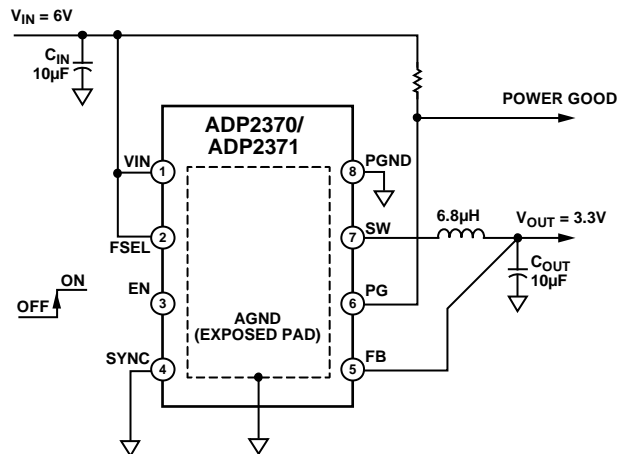 VIN = 6V
CIN
10µF
ADP2370/
ADP2371
POWER GOOD
VIN
1
8
PGND
6.8µH
VOUT = 3.3V
FSEL
2
7
SW
COUT
10µF
ON
OFF
EN
3
6
PG
AGND
(EXPOSED PAD)
SYNC
4
5
FB